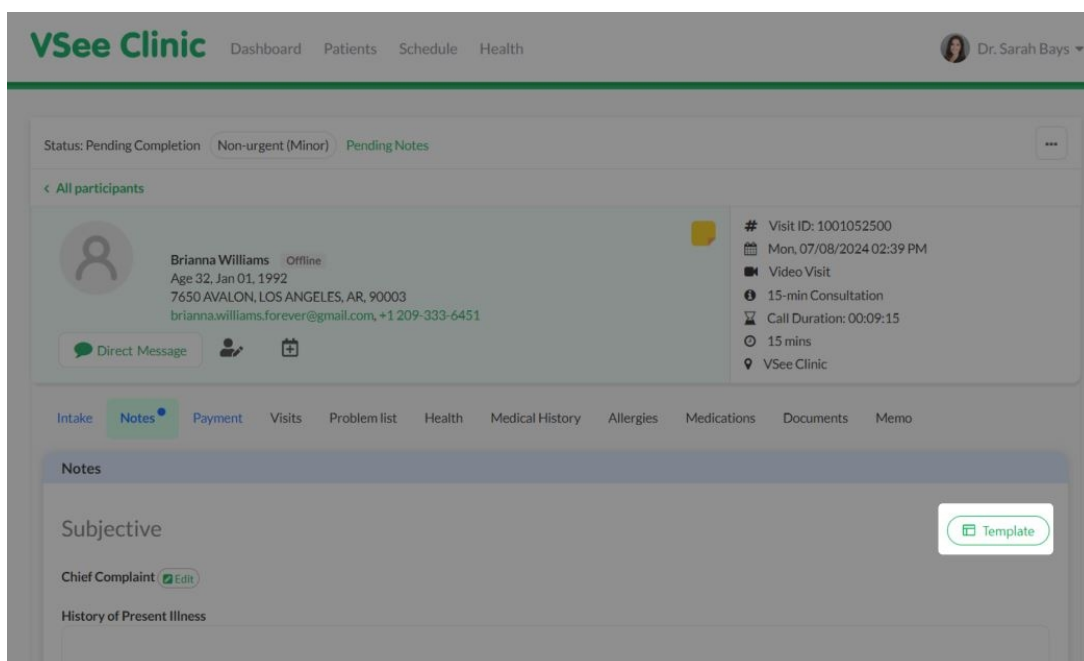 VSee Clinic Dashboard Patients Schedule Health Dr. Sarah Bays
Status: Pending Completion Non-urgent (Minor) Pending Notes
< All participants
Brianna Williams Offline
Age 32, Jan 01, 1992
7650 AVALON, LOS ANGELES, AR, 90003
brianna.williams.forever@gmail.com, +1 209-333-6451
Direct Message
# Visit ID: 1001052500
Mon, 07/08/2024 02:39 PM
Video Visit
15-min Consultation
Call Duration: 00:09:15
15 mins
VSee Clinic
Intake Notes Payment Visits Problem list Health Medical History Allergies Medications Documents Memo
Notes
Subjective
Template
Chief Complaint Edit
History of Present Illness